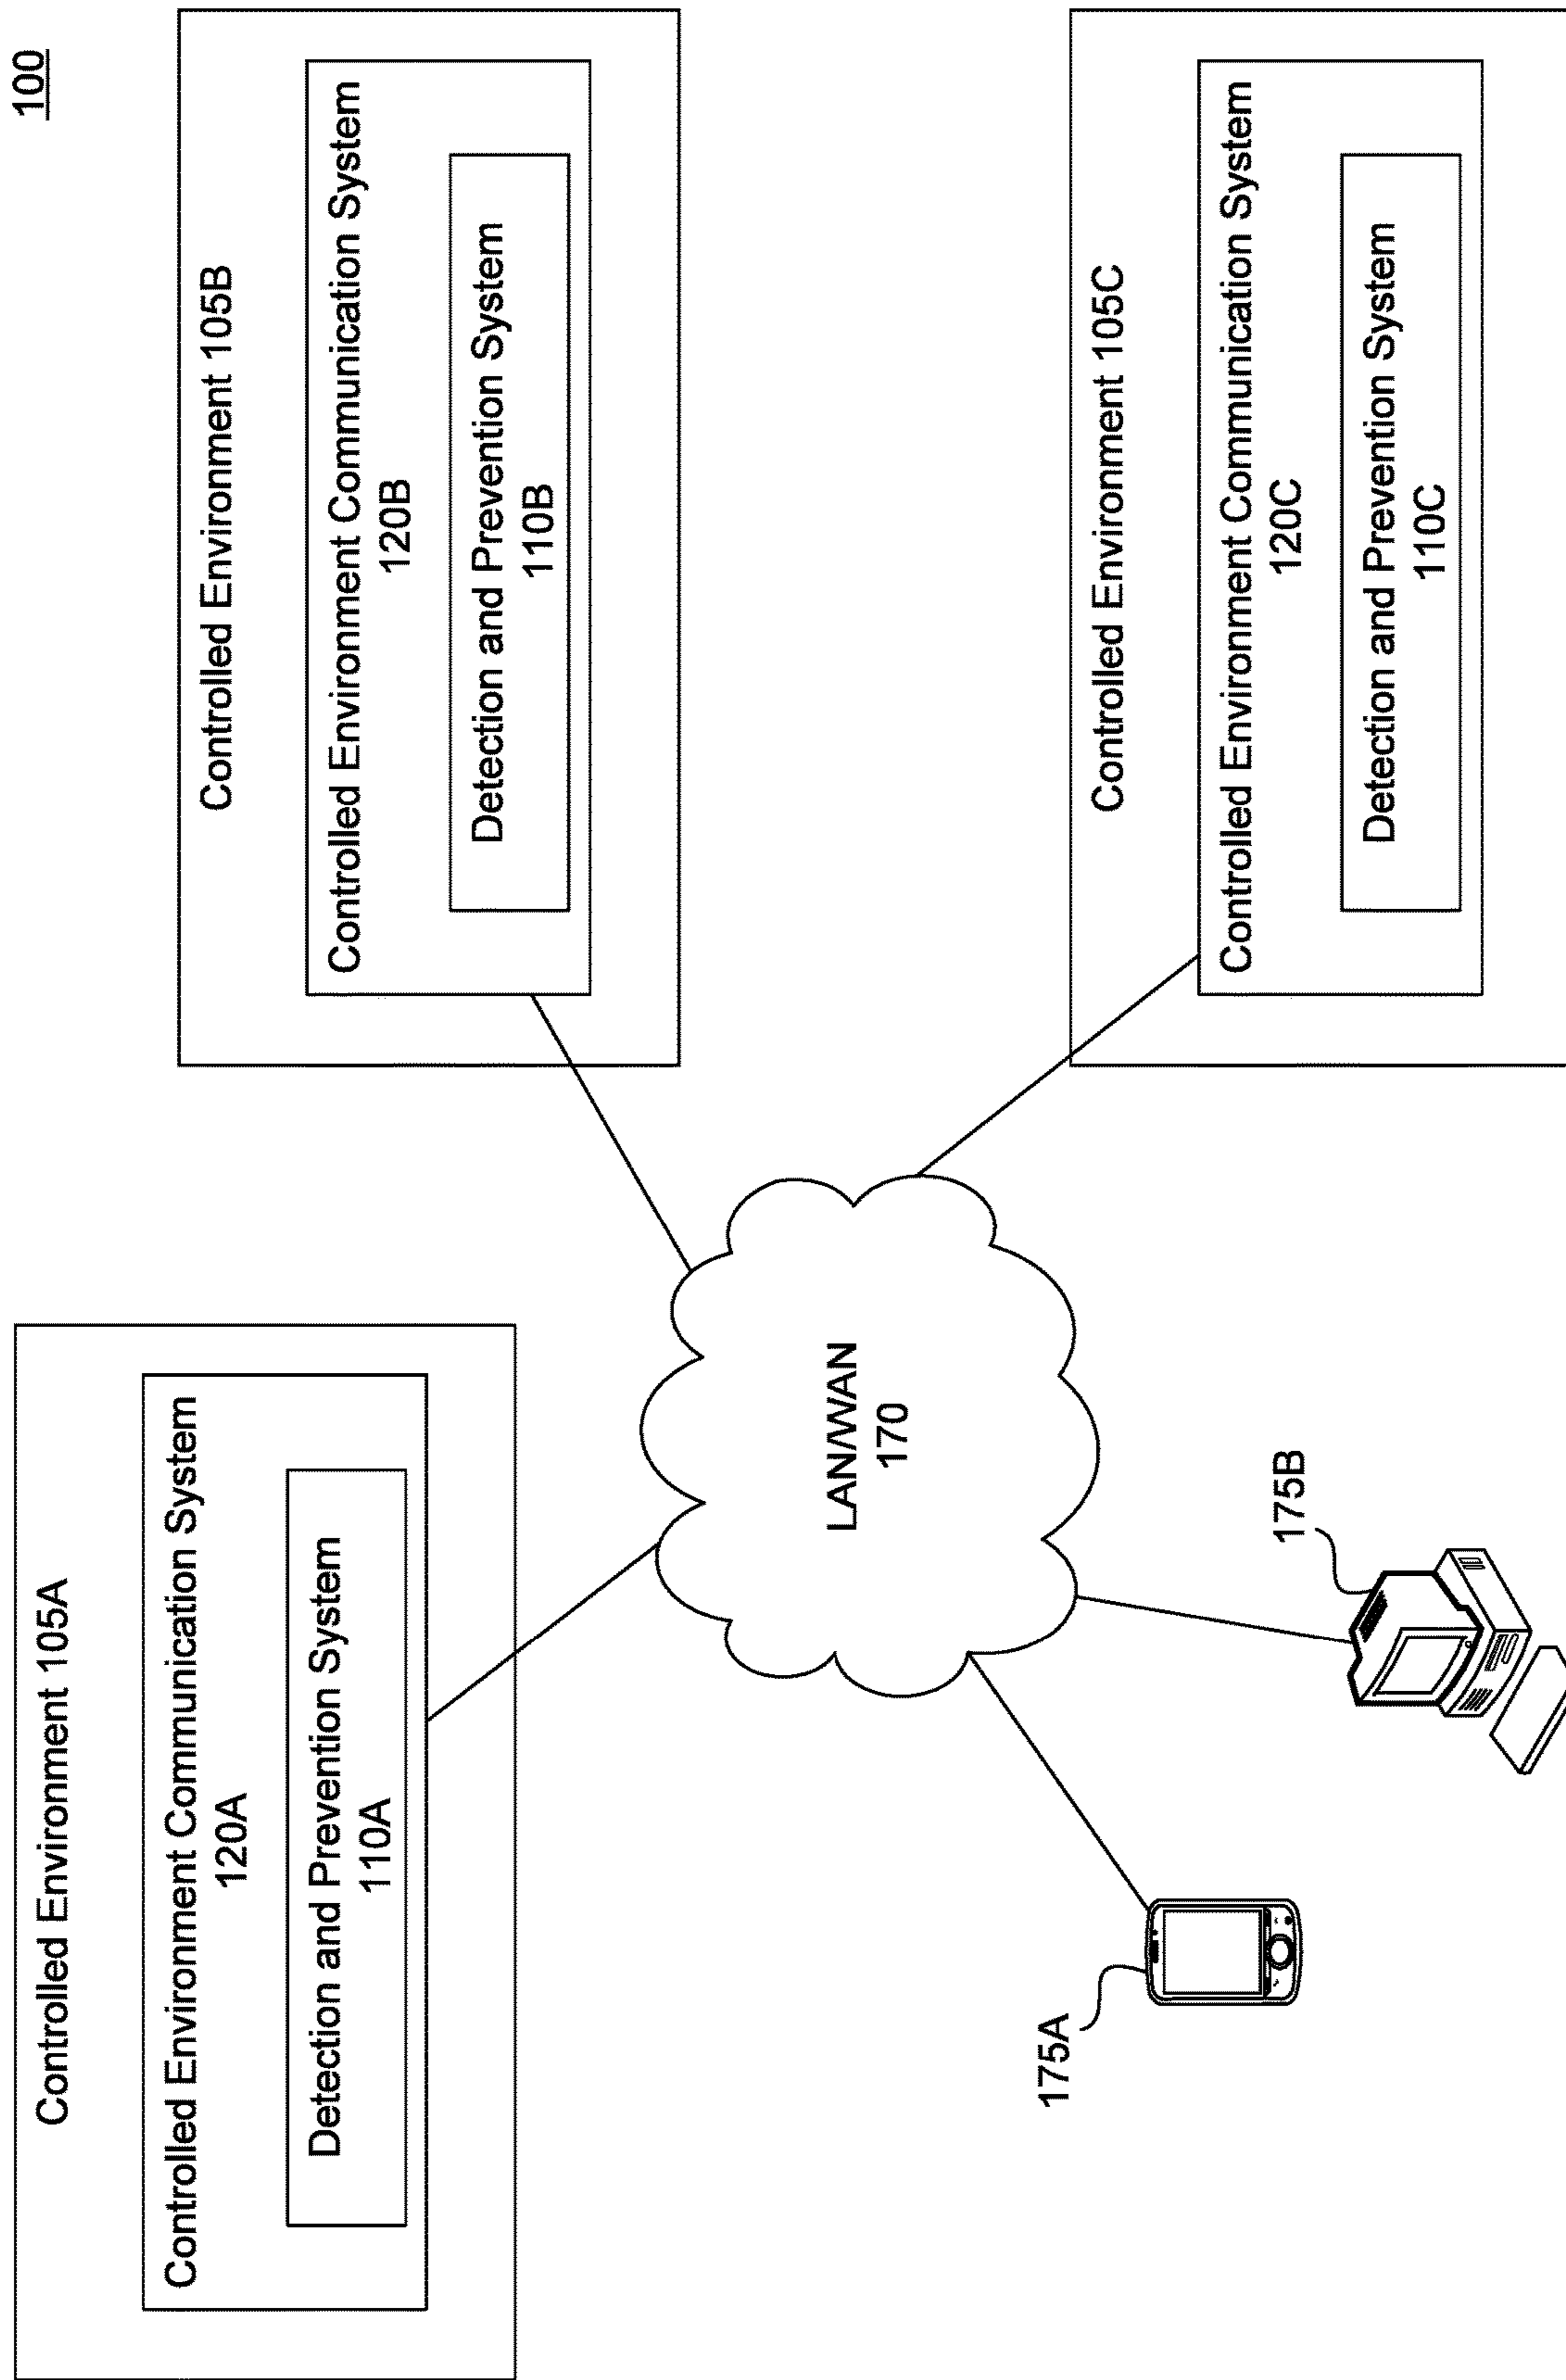 100
Controlled Environment 105A
Controlled Environment Communication System
120A
Detection and Prevention System
110A
Controlled Environment 105B
Controlled Environment Communication System
120B
Detection and Prevention System
110B
LAN/WAN
170
175A
175B
Controlled Environment 105C
Controlled Environment Communication System
120C
Detection and Prevention System
110C